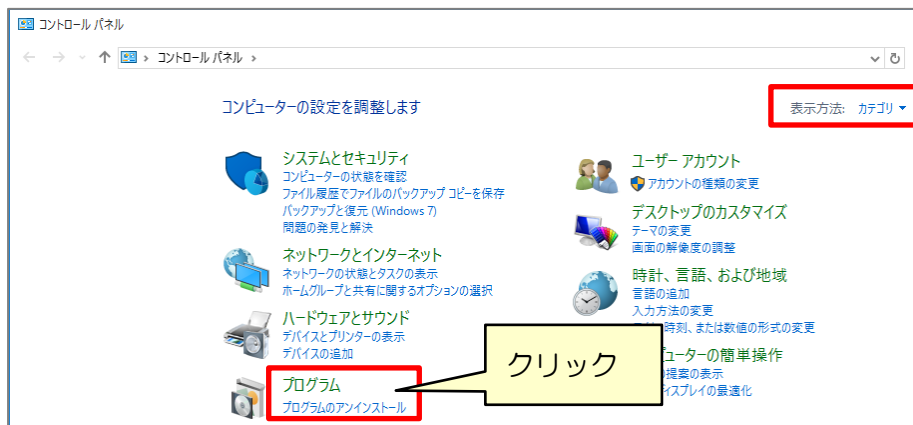 コントロール パネル
コントロール パネル
コンピューターの設定を調整します
表示方法: カテゴリ
システムとセキュリティ
コンピューターの状態を確認
ファイル履歴でファイルのバックアップ コピーを保存
バックアップと復元 (Windows 7)
問題の発見と解決
ネットワークとインターネット
ネットワークの状態とタスクの表示
ホームグループと共有に関するオプションの選択
ハードウェアとサウンド
デバイスとプリンターの表示
デバイスの追加
プログラム
プログラムのアンインストール
クリック
ユーザー アカウント
アカウントの種類の変更
デスクトップのカスタマイズ
テーマの変更
画面の解像度の調整
時計、言語、および地域
言語の追加
入力方法の変更
時刻、または数値の形式の変更
ューターの簡単操作
提案の表示
ィスプレイの最適化